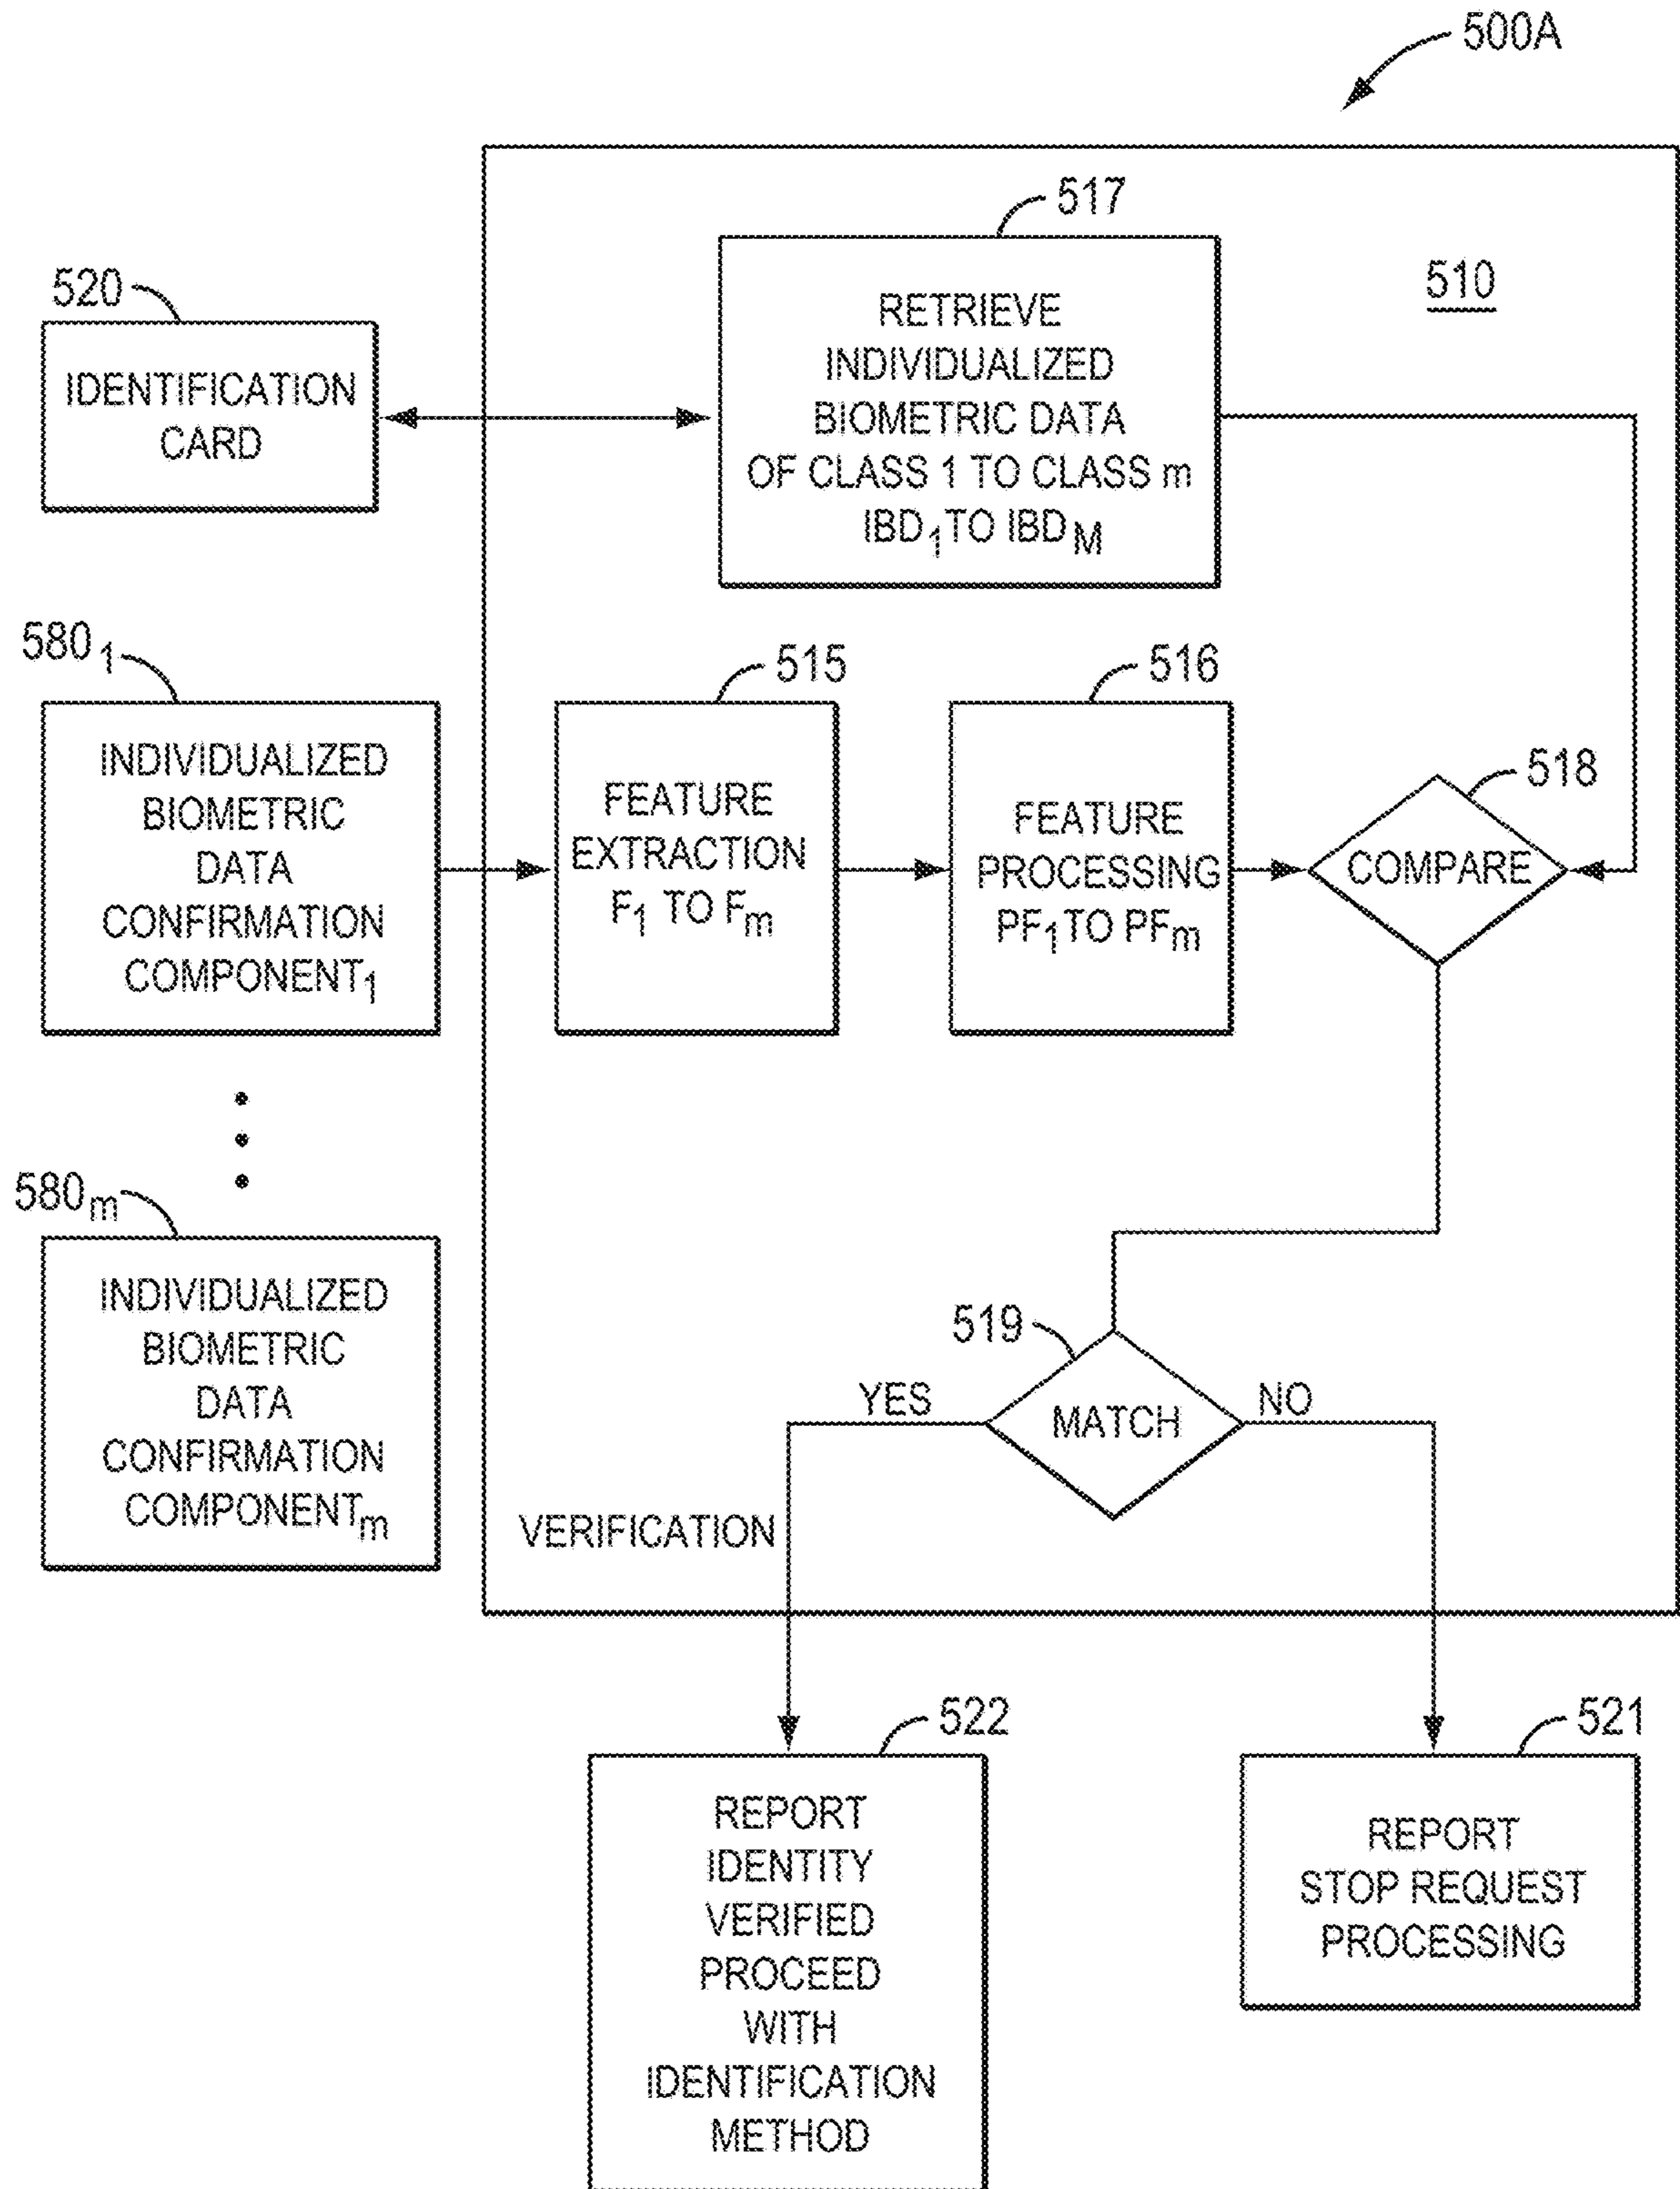 500A
517
510
520
RETRIEVE
INDIVIDUALIZED
BIOMETRIC DATA
OF CLASS 1 TO CLASS m
IBD₁ TO IBD_M
IDENTIFICATION
CARD
580₁
515
516
518
INDIVIDUALIZED
BIOMETRIC
DATA
CONFIRMATION
COMPONENT₁
FEATURE
EXTRACTION
F₁ TO Fₘ
FEATURE
PROCESSING
PF₁ TO PFₘ
COMPARE
580ₘ
INDIVIDUALIZED
BIOMETRIC
DATA
CONFIRMATION
COMPONENTₘ
519
YES
MATCH
NO
VERIFICATION
522
521
REPORT
IDENTITY
VERIFIED
PROCEED
WITH
IDENTIFICATION
METHOD
REPORT
STOP REQUEST
PROCESSING